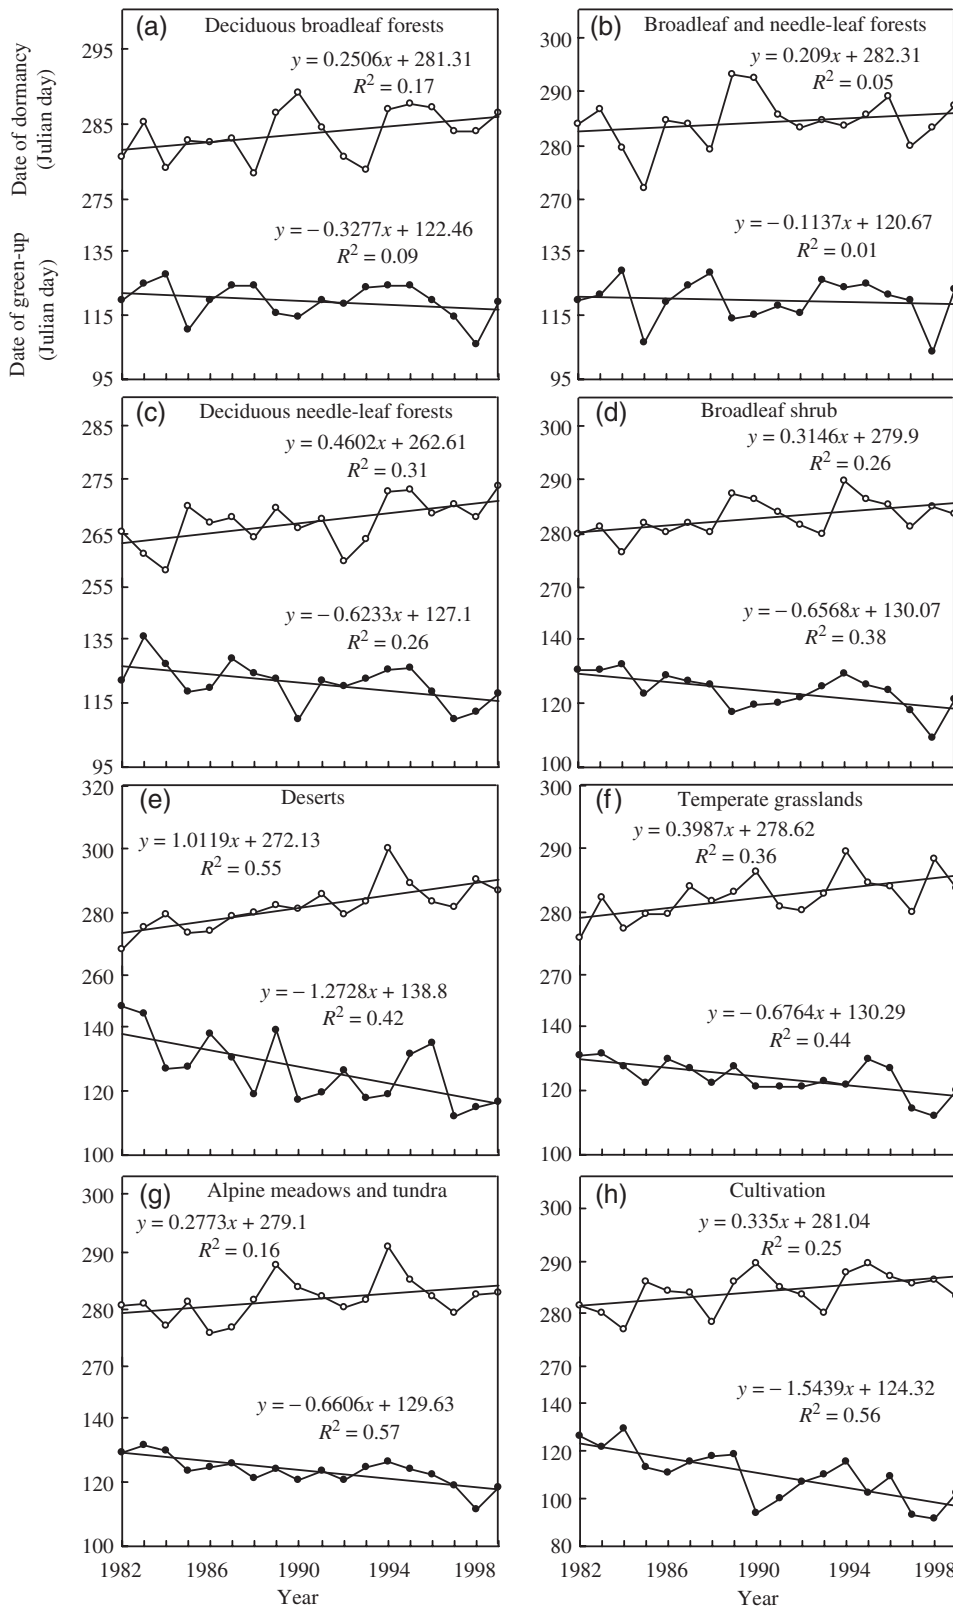 Date of dormancy
(Julian day)
Date of green-up
(Julian day)
(a) Deciduous broadleaf forests
295
y = 0.2506x + 281.31
R² = 0.17
285
275
y = − 0.3277x + 122.46
R² = 0.09
135
115
95
(b) Broadleaf and needle-leaf forests
300
y = 0.209x + 282.31
R² = 0.05
290
280
270
y = − 0.1137x + 120.67
R² = 0.01
135
115
95
(c) Deciduous needle-leaf forests
285
y = 0.4602x + 262.61
R² = 0.31
275
265
255
y = − 0.6233x + 127.1
R² = 0.26
135
115
95
(d) Broadleaf shrub
300
y = 0.3146x + 279.9
R² = 0.26
290
280
270
y = − 0.6568x + 130.07
R² = 0.38
140
120
100
(e) Deserts
320
y = 1.0119x + 272.13
R² = 0.55
300
280
260
y = − 1.2728x + 138.8
R² = 0.42
140
120
100
(f) Temperate grasslands
300
y = 0.3987x + 278.62
R² = 0.36
290
280
270
y = − 0.6764x + 130.29
R² = 0.44
140
120
100
(g) Alpine meadows and tundra
300
y = 0.2773x + 279.1
R² = 0.16
290
280
270
y = − 0.6606x + 129.63
R² = 0.57
140
120
100
1982 1986 1990 1994 1998
Year
(h) Cultivation
300
y = 0.335x + 281.04
R² = 0.25
290
280
270
y = − 1.5439x + 124.32
R² = 0.56
140
120
100
80
1982 1986 1990 1994 1998
Year